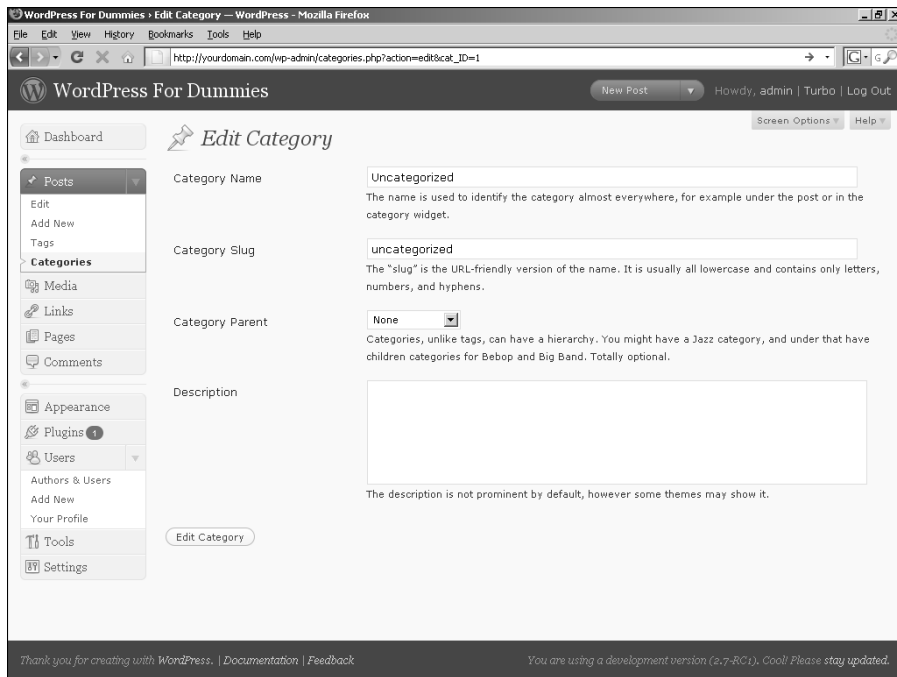 WordPress For Dummies › Edit Category — WordPress - Mozilla Firefox
File Edit View History Bookmarks Tools Help
http://yourdomain.com/wp-admin/categories.php?action=edit&cat_ID=1
G
G
WordPress For Dummies
New Post
Howdy, admin | Turbo | Log Out
Screen Options
Help
Dashboard
Posts
Edit
Add New
Tags
Categories
Media
Links
Pages
Comments
Appearance
Plugins 1
Users
Authors & Users
Add New
Your Profile
Tools
Settings
Edit Category
Category Name
Uncategorized
The name is used to identify the category almost everywhere, for example under the post or in the
category widget.
Category Slug
uncategorized
The “slug” is the URL-friendly version of the name. It is usually all lowercase and contains only letters,
numbers, and hyphens.
Category Parent
None
Categories, unlike tags, can have a hierarchy. You might have a Jazz category, and under that have
children categories for Bebop and Big Band. Totally optional.
Description
The description is not prominent by default, however some themes may show it.
Edit Category
Thank you for creating with WordPress. | Documentation | Feedback
You are using a development version (2.7-RC1). Cool! Please stay updated.